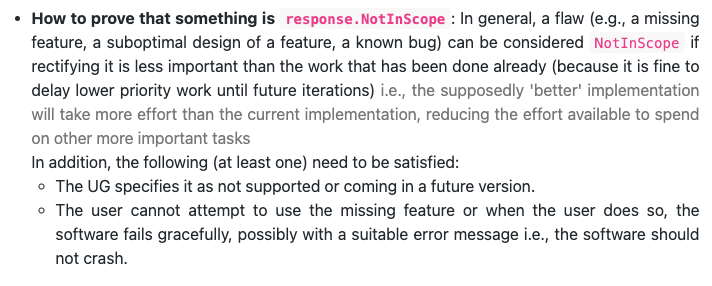 • How to prove that something is response.NotInScope: In general, a flaw (e.g., a missing
feature, a suboptimal design of a feature, a known bug) can be considered NotInScope if
rectifying it is less important than the work that has been done already (because it is fine to
delay lower priority work until future iterations) i.e., the supposedly 'better' implementation
will take more effort than the current implementation, reducing the effort available to spend
on other more important tasks
In addition, the following (at least one) need to be satisfied:
◦ The UG specifies it as not supported or coming in a future version.
◦ The user cannot attempt to use the missing feature or when the user does so, the
software fails gracefully, possibly with a suitable error message i.e., the software should
not crash.